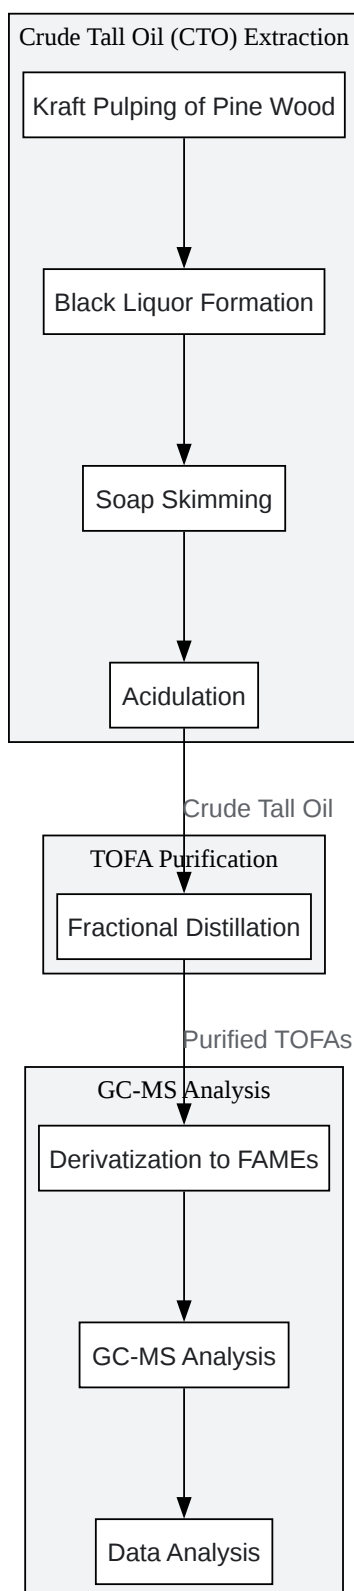 Crude Tall Oil (CTO) Extraction
Kraft Pulping of Pine Wood
Black Liquor Formation
Soap Skimming
Acidulation
Crude Tall Oil
TOFA Purification
Fractional Distillation
Purified TOFAs
GC-MS Analysis
Derivatization to FAMEs
GC-MS Analysis
Data Analysis